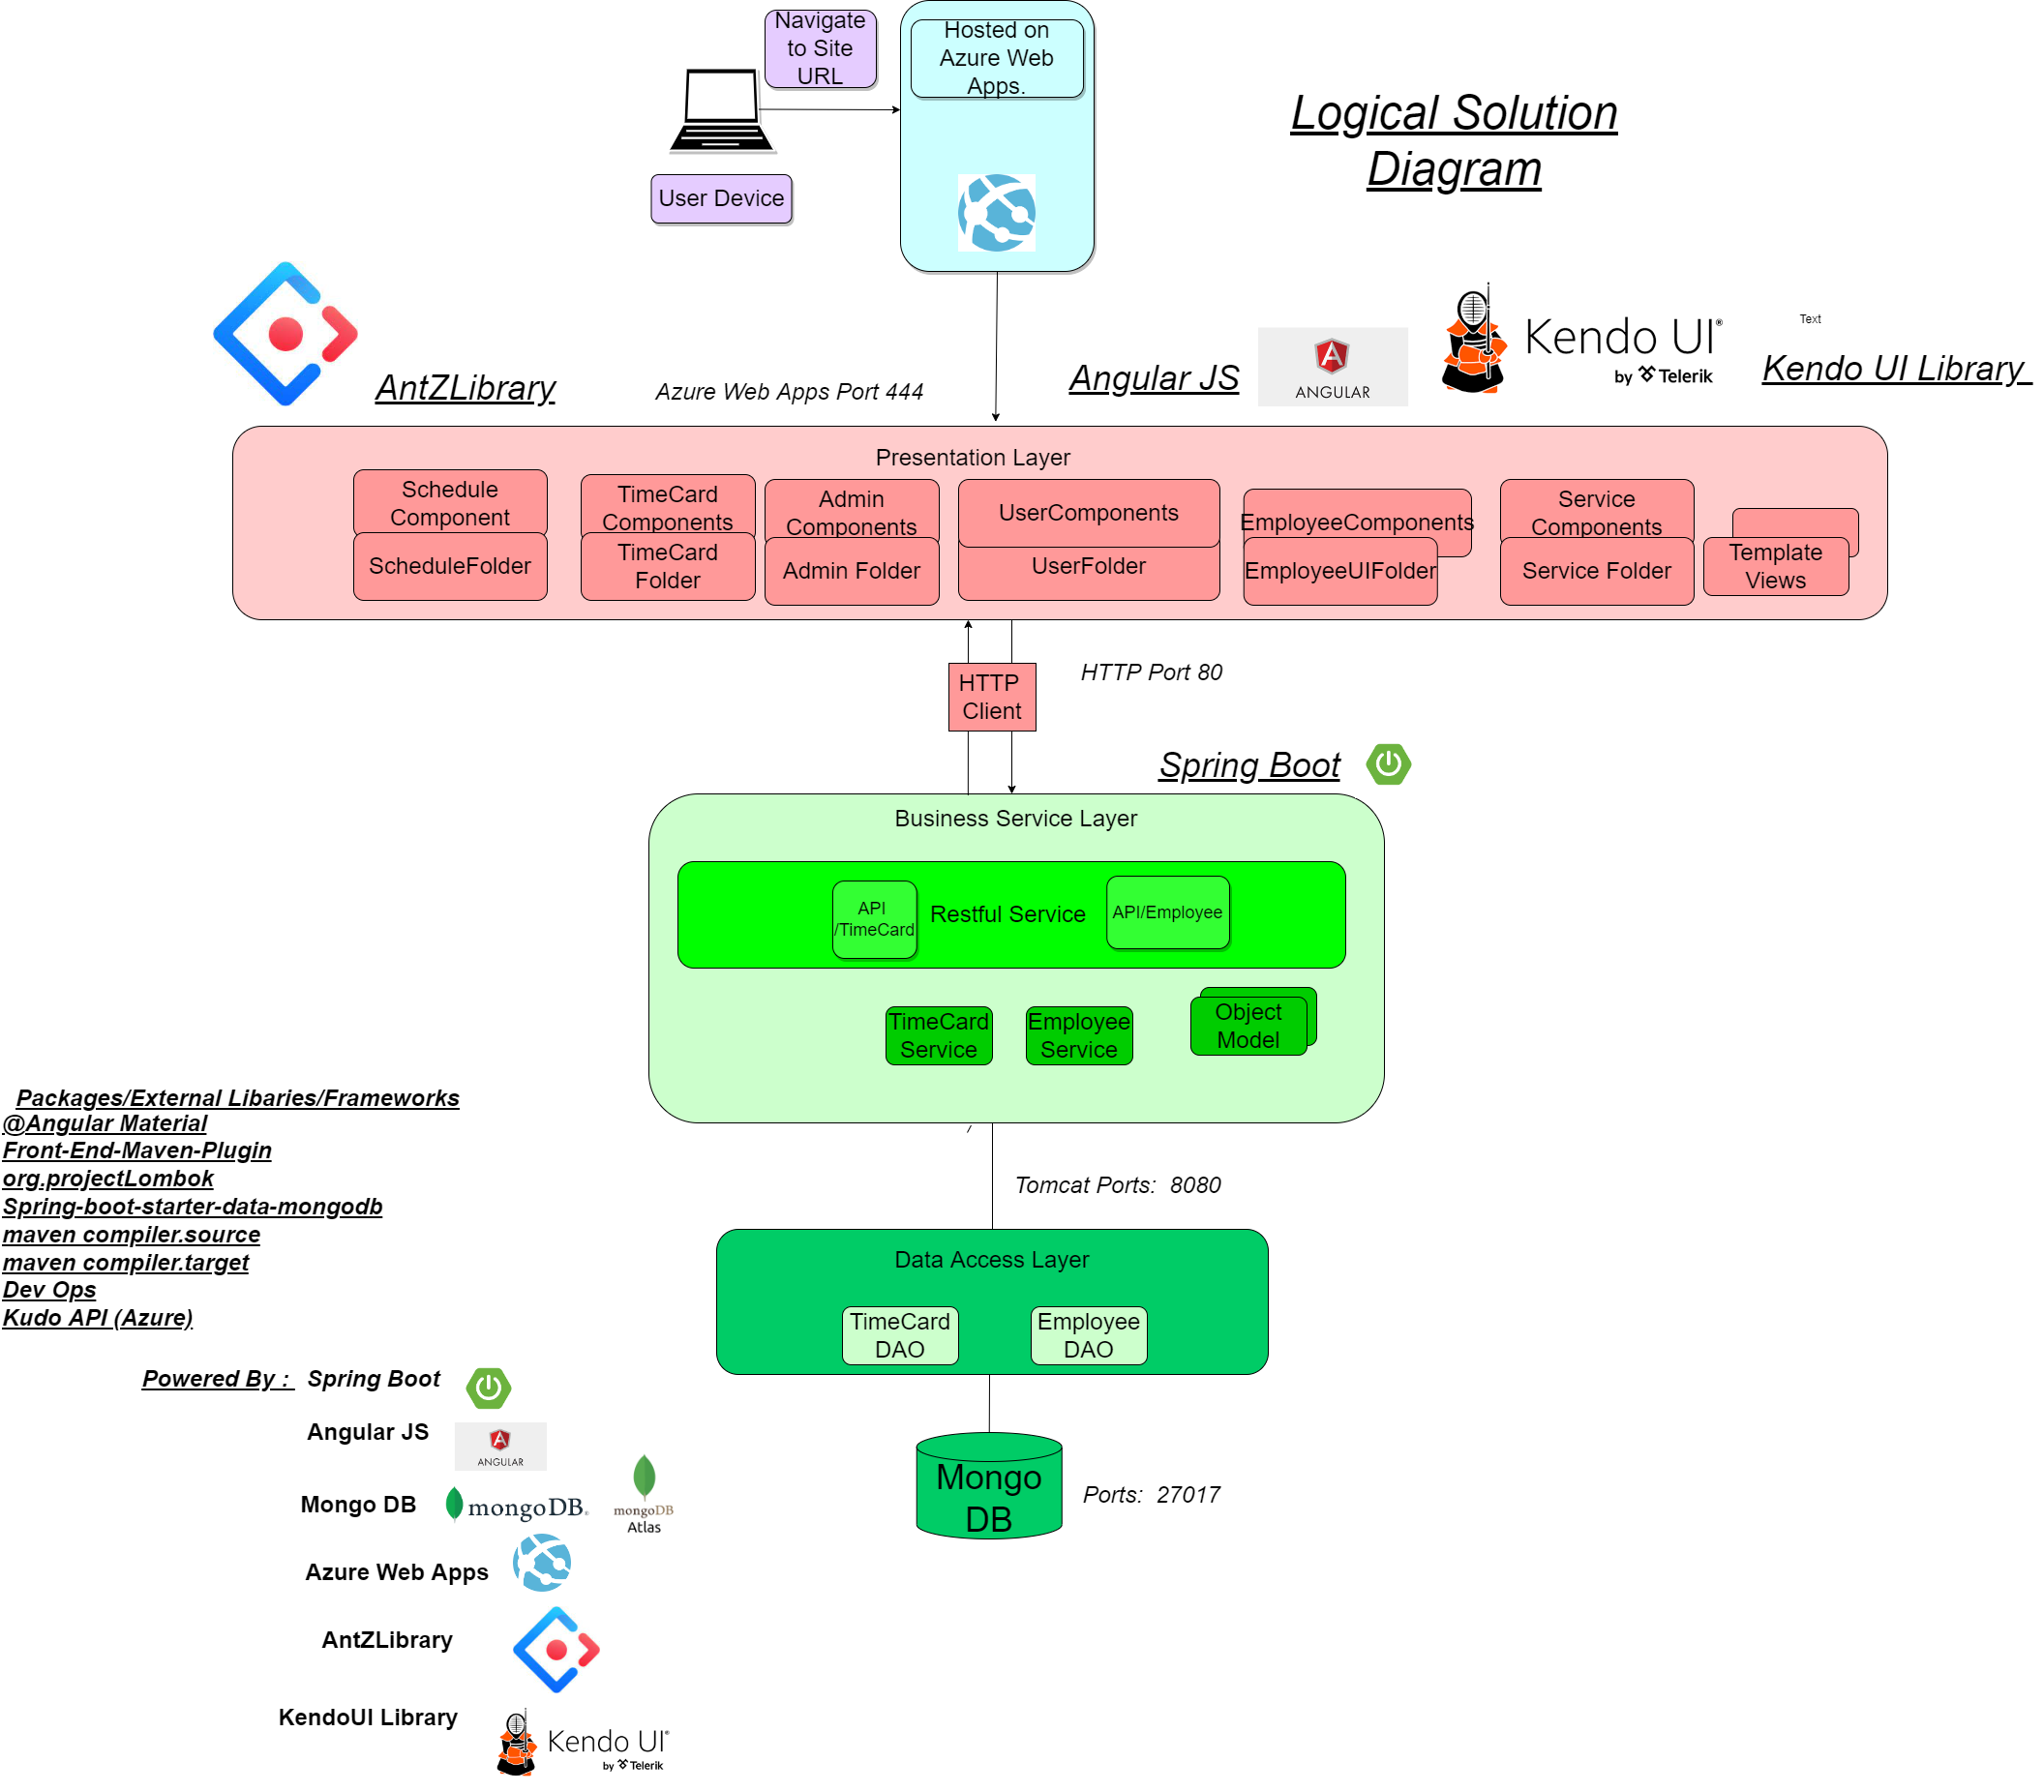 Navigate
to Site
URL
Hosted on
Azure Web
Apps.
User Device
Logical Solution
Diagram
AntZLibrary
Azure Web Apps Port 444
Angular JS
ANGULAR
Kendo UI®
by Telerik
Text
Kendo UI Library
Presentation Layer
Schedule
Component
ScheduleFolder
TimeCard
Components
TimeCard
Folder
Admin
Components
Admin Folder
UserComponents
UserFolder
EmployeeComponents
EmployeeUIFolder
Service
Components
Service Folder
Template
Views
HTTP
Client
HTTP Port 80
Spring Boot
Business Service Layer
API
/TimeCard
Restful Service
API/Employee
TimeCard
Service
Employee
Service
Object
Model
Packages/External Libaries/Frameworks
@Angular Material
Front-End-Maven-Plugin
org.projectLombok
Spring-boot-starter-data-mongodb
maven compiler.source
maven compiler.target
Dev Ops
Kudo API (Azure)
Tomcat Ports: 8080
Data Access Layer
TimeCard
DAO
Employee
DAO
Mongo
DB
Ports: 27017
Powered By : Spring Boot
Angular JS
ANGULAR
Mongo DB
mongoDB®
mongoDB
Atlas
Azure Web Apps
AntZLibrary
KendoUI Library
Kendo UI®
by Telerik